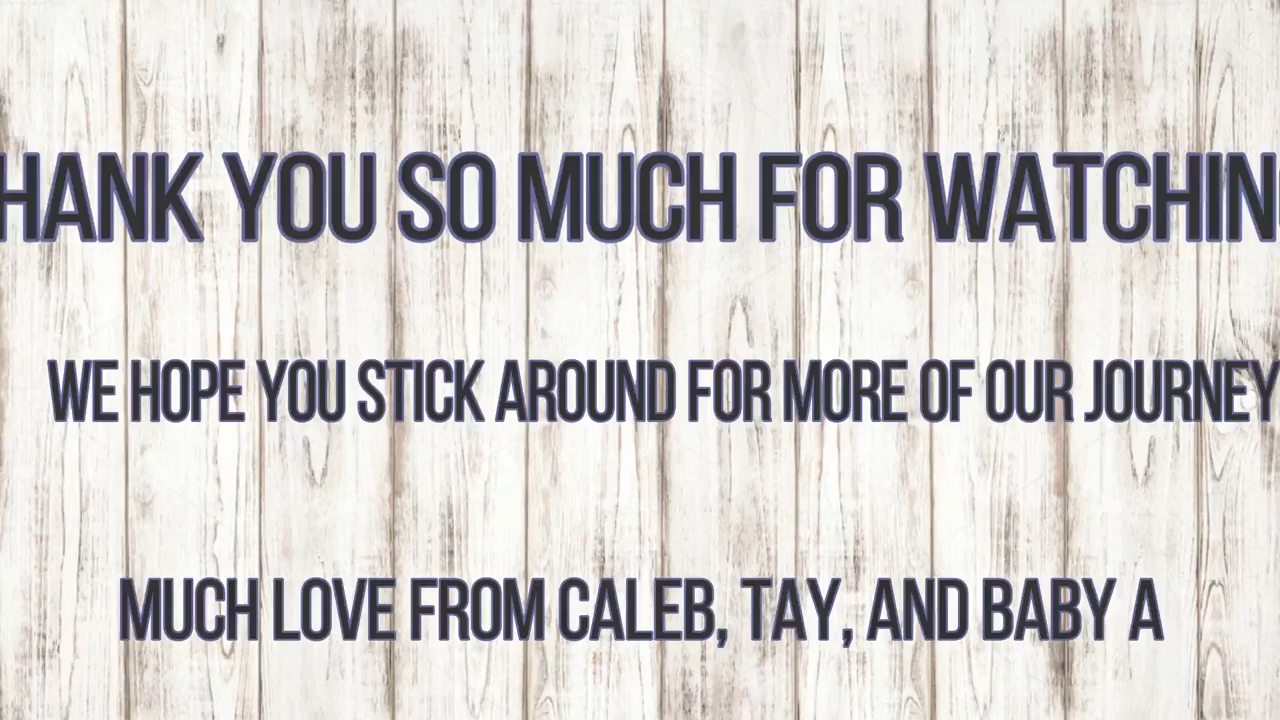 HANK YOU SO MUCH FOR WATCHIN
WE HOPE YOU STICK AROUND FOR MORE OF OUR JOURNEY
MUCH LOVE FROM CALEB, TAY, AND BABY A